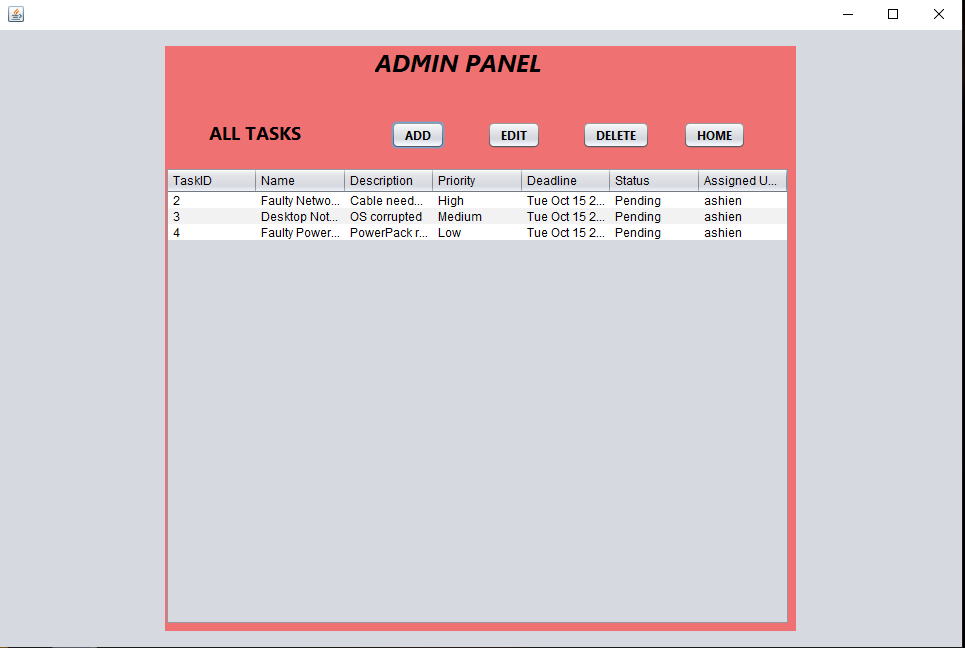 ADMIN PANEL
ALL TASKS ADD EDIT DELETE HOME
TaskID Name Description Priority Deadline Status Assigned U...
2 Faulty Netwo... Cable need... High Tue Oct 15 2... Pending ashien
3 Desktop Not... OS corrupted Medium Tue Oct 15 2... Pending ashien
4 Faulty Power... PowerPack r... Low Tue Oct 15 2... Pending ashien